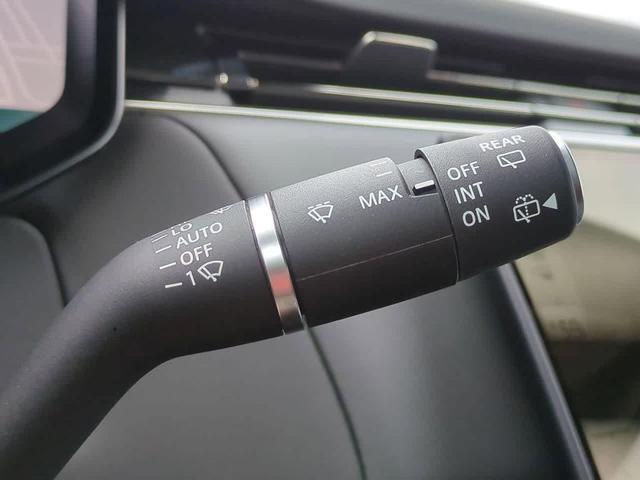 REAR
OFF
INT
ON
MAX
LO
AUTO
OFF
1